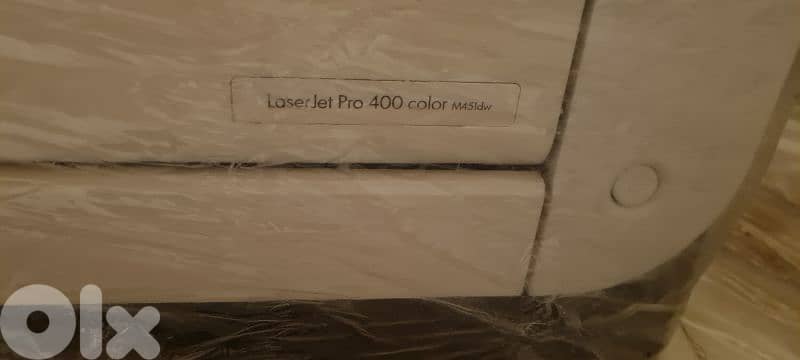 LaserJet Pro 400 color M451dw
olx